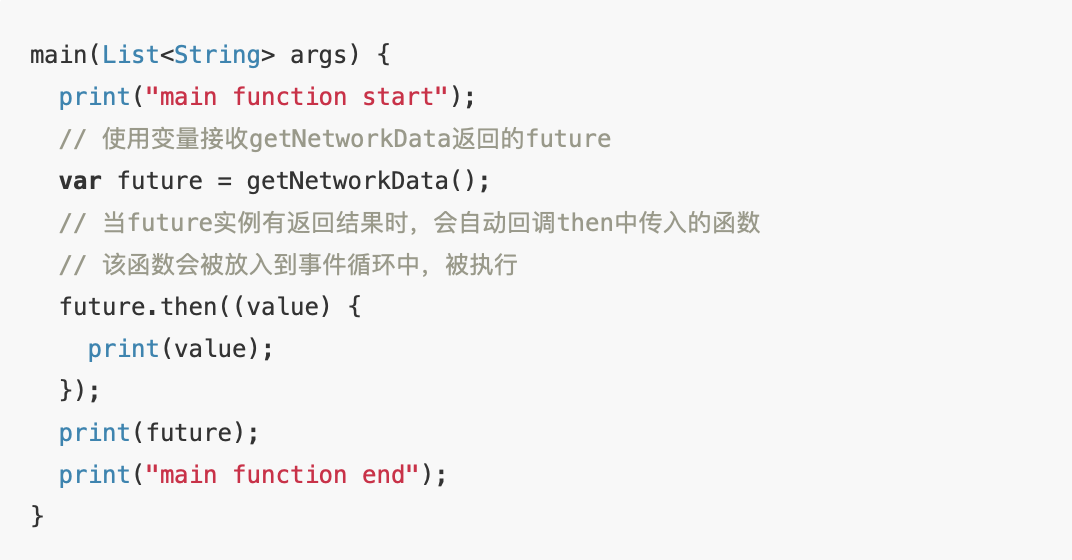 main(List<String> args) {
  print("main function start");
  // 使用变量接收getNetworkData返回的future
  var future = getNetworkData();
  // 当future实例有返回结果时，会自动回调then中传入的函数
  // 该函数会被放入到事件循环中，被执行
  future.then((value) {
    print(value);
  });
  print(future);
  print("main function end");
}